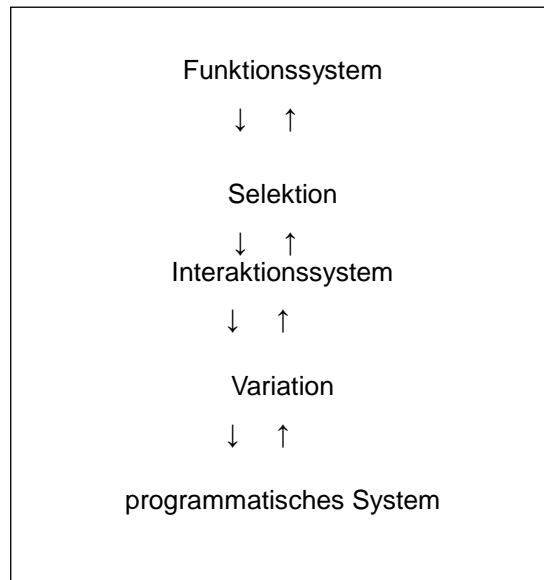 Funktionssystem
↓ ↑
Selektion
↓ ↑
Interaktionssystem
↓ ↑
Variation
↓ ↑
programmatisches System